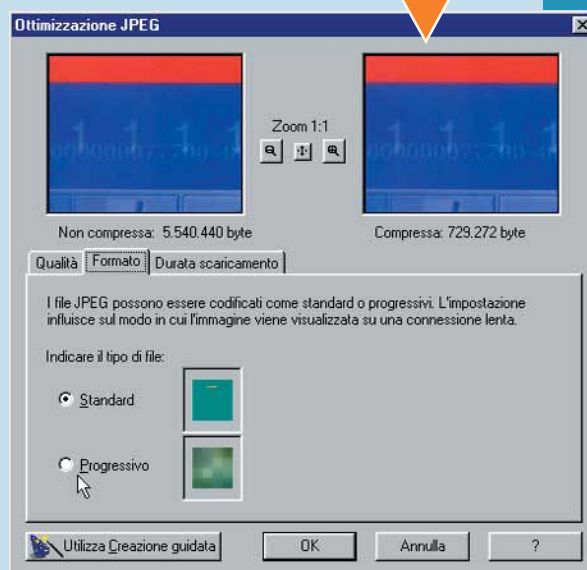 Ottimizzazione JPEG
Zoom 1:1
Non compressa: 5.540.440 byte
Compressa: 729.272 byte
Qualità
Formato
Durata scaricamento
I file JPEG possono essere codificati come standard o progressivi. L'impostazione
influisce sul modo in cui l'immagine viene visualizzata su una connessione lenta.
Indicare il tipo di file:
Standard
Progressivo
Utilizza Creazione guidata
OK
Annulla
?